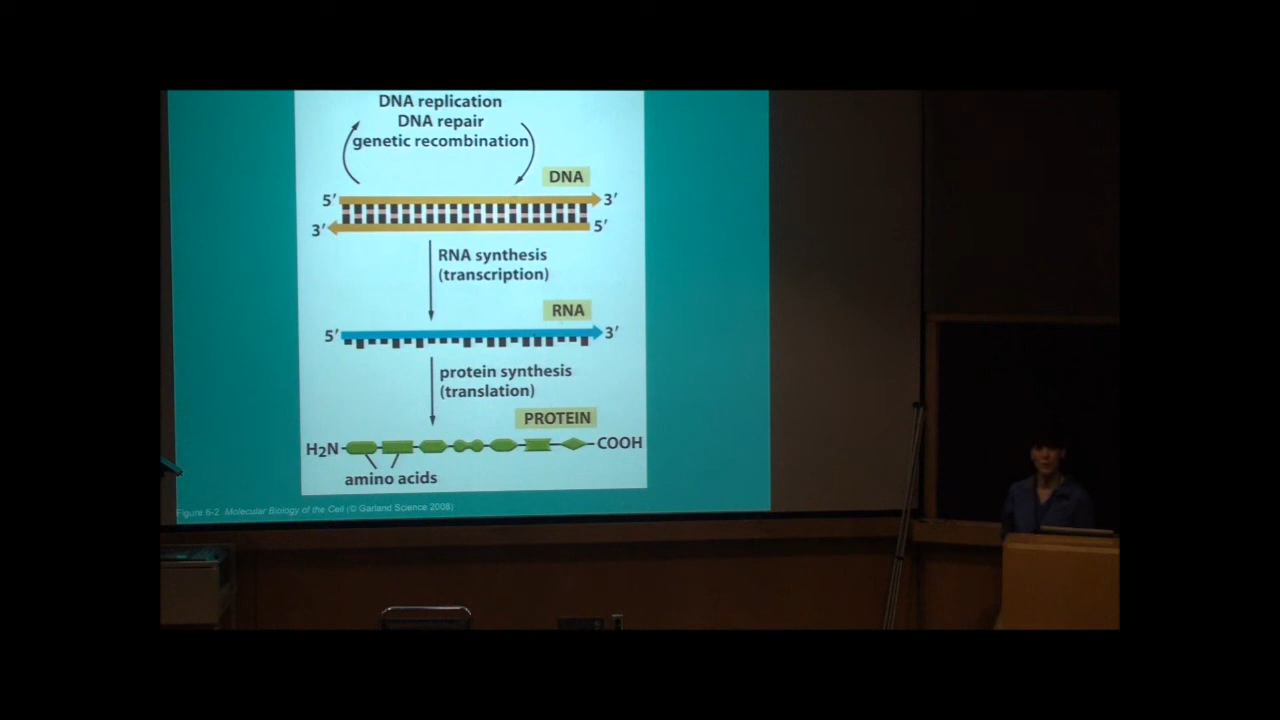 DNA replication
DNA repair
genetic recombination
DNA
5′ 3′
3′ 5′
RNA synthesis
(transcription)
RNA
5′ 3′
protein synthesis
(translation)
PROTEIN
H2N COOH
amino acids
Figure 6-2 Molecular Biology of the Cell (© Garland Science 2008)